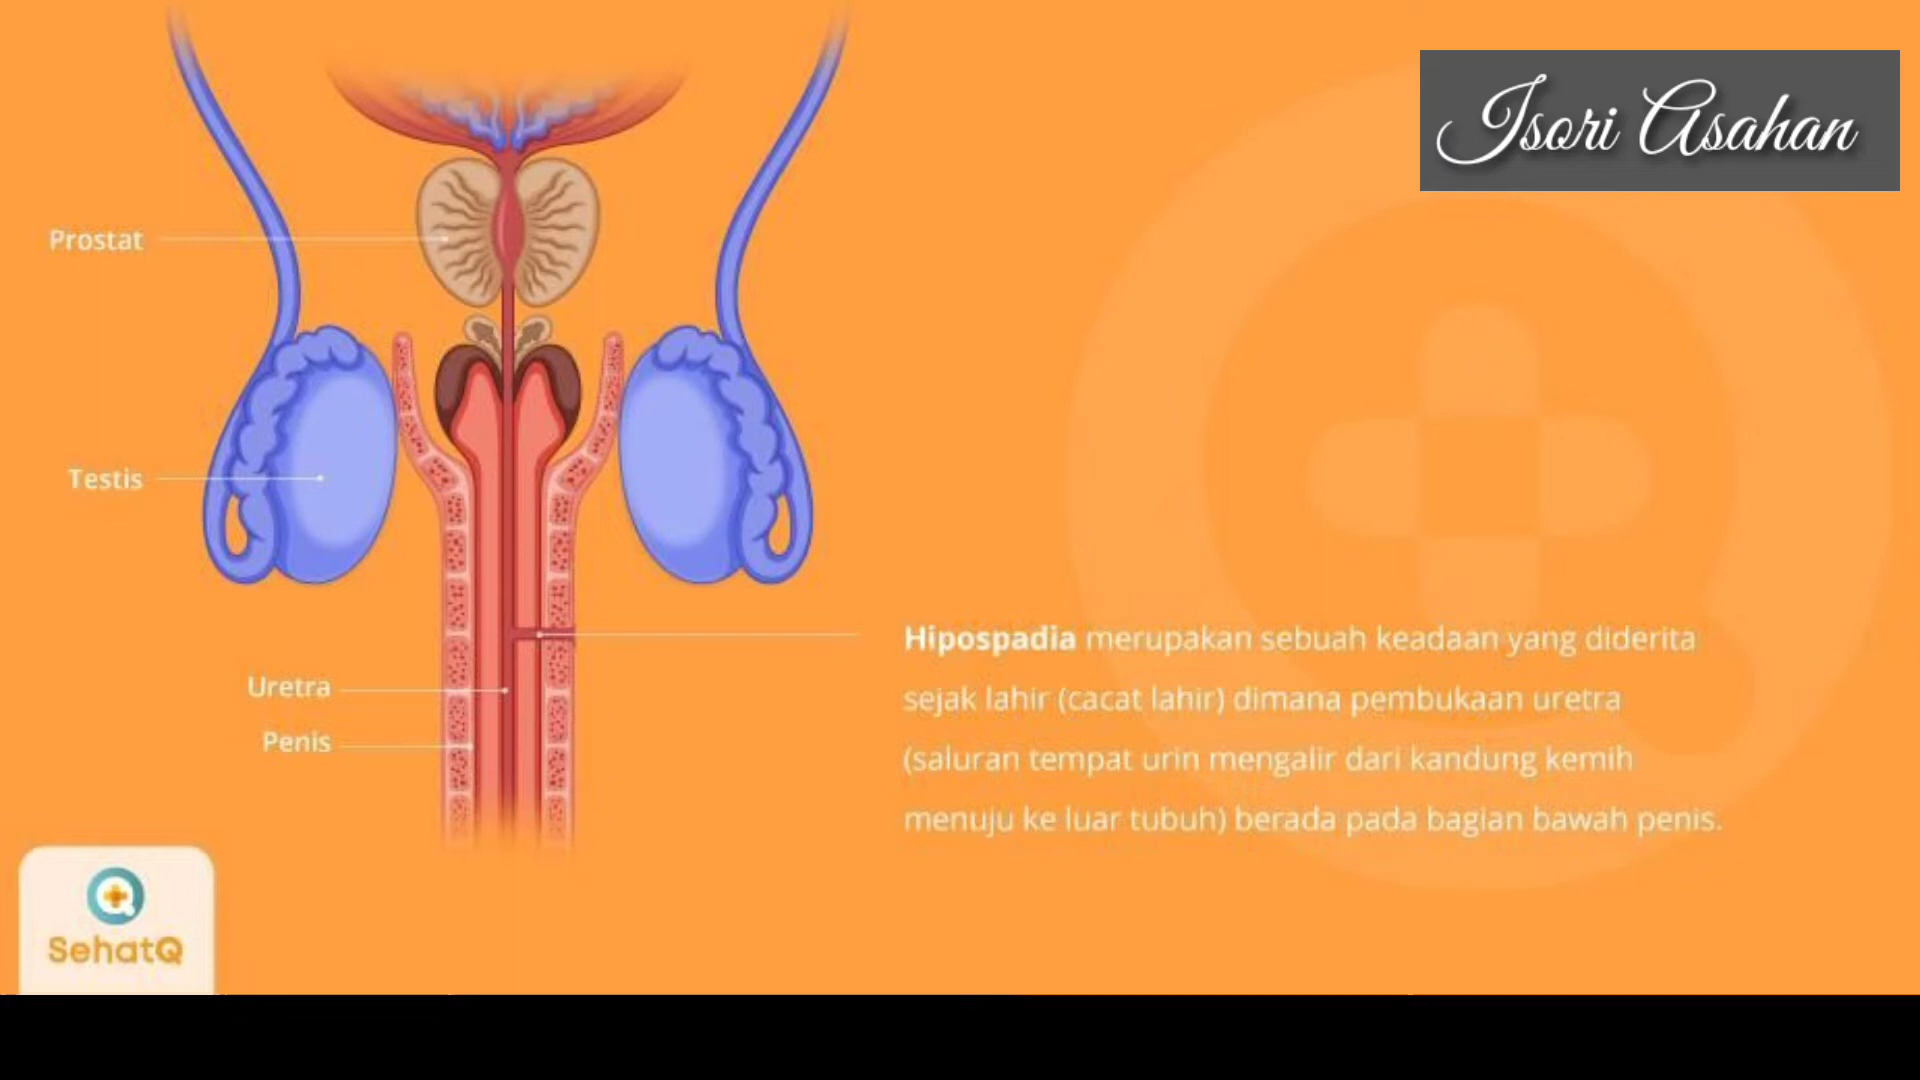 Isori Asahan
Prostat
Testis
Uretra
Penis
Hipospadia merupakan sebuah keadaan yang diderita
sejak lahir (cacat lahir) dimana pembukaan uretra
(saluran tempat urin mengalir dari kandung kemih
menuju ke luar tubuh) berada pada bagian bawah penis.
SehatQ